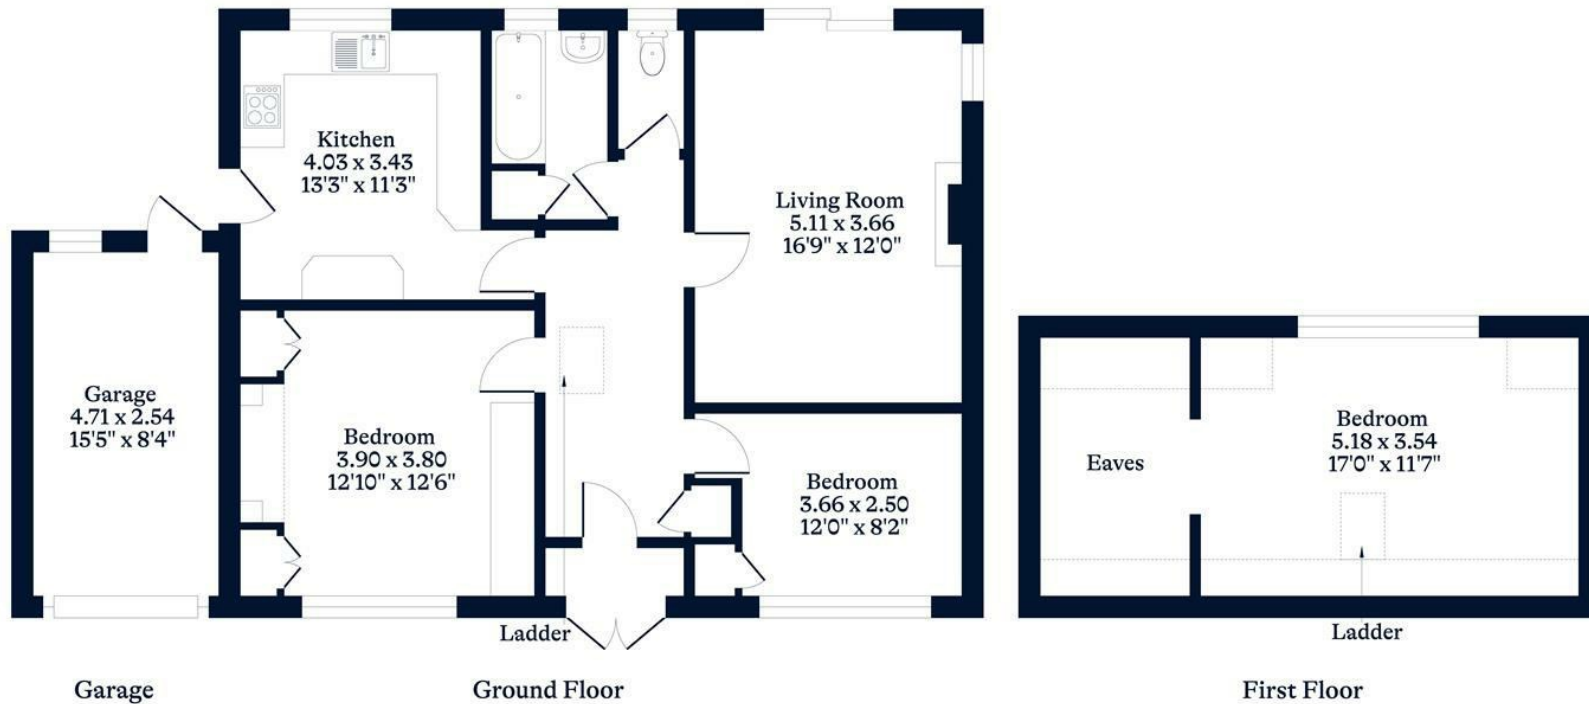 Kitchen
4.03 x 3.43
13'3" x 11'3"
Living Room
5.11 x 3.66
16'9" x 12'0"
Garage
4.71 x 2.54
15'5" x 8'4"
Bedroom
3.90 x 3.80
12'10" x 12'6"
Bedroom
3.66 x 2.50
12'0" x 8'2"
Eaves
Bedroom
5.18 x 3.54
17'0" x 11'7"
Ladder
Ladder
Garage
Ground Floor
First Floor